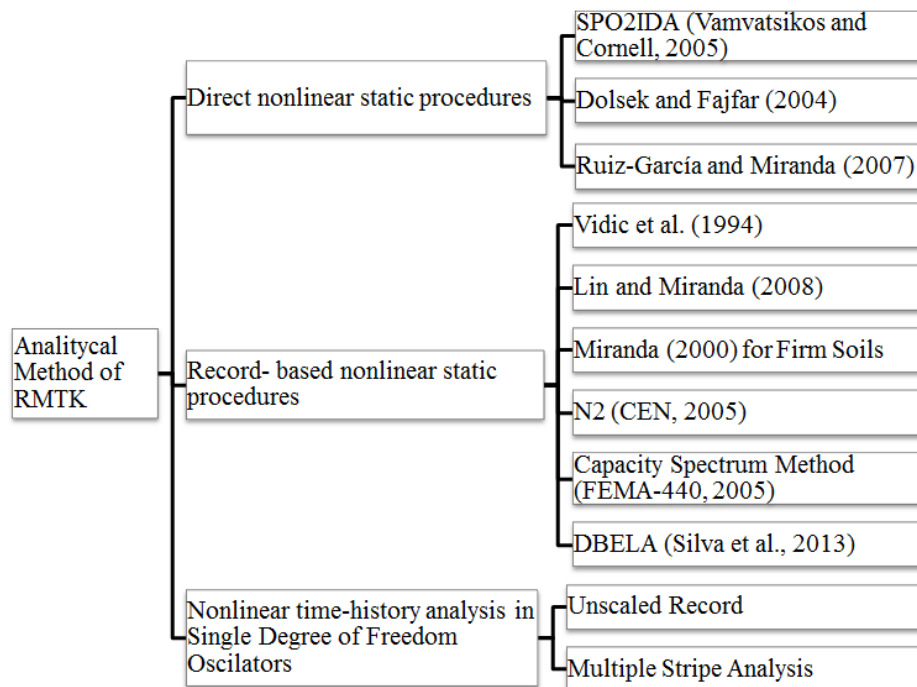 Analitycal
Method of
RMTK
Direct nonlinear static procedures
SPO2IDA (Vamvatsikos and
Cornell, 2005)
Dolsek and Fajfar (2004)
Ruiz-García and Miranda (2007)
Record- based nonlinear static
procedures
Vidic et al. (1994)
Lin and Miranda (2008)
Miranda (2000) for Firm Soils
N2 (CEN, 2005)
Capacity Spectrum Method
(FEMA-440, 2005)
DBELA (Silva et al., 2013)
Nonlinear time-history analysis in
Single Degree of Freedom
Oscilators
Unscaled Record
Multiple Stripe Analysis